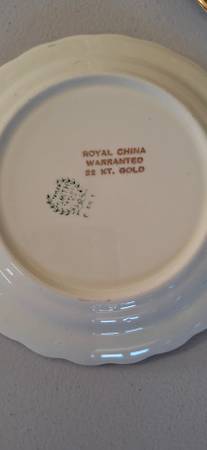 ROYAL CHINA
WARRANTED
22 KT. GOLD